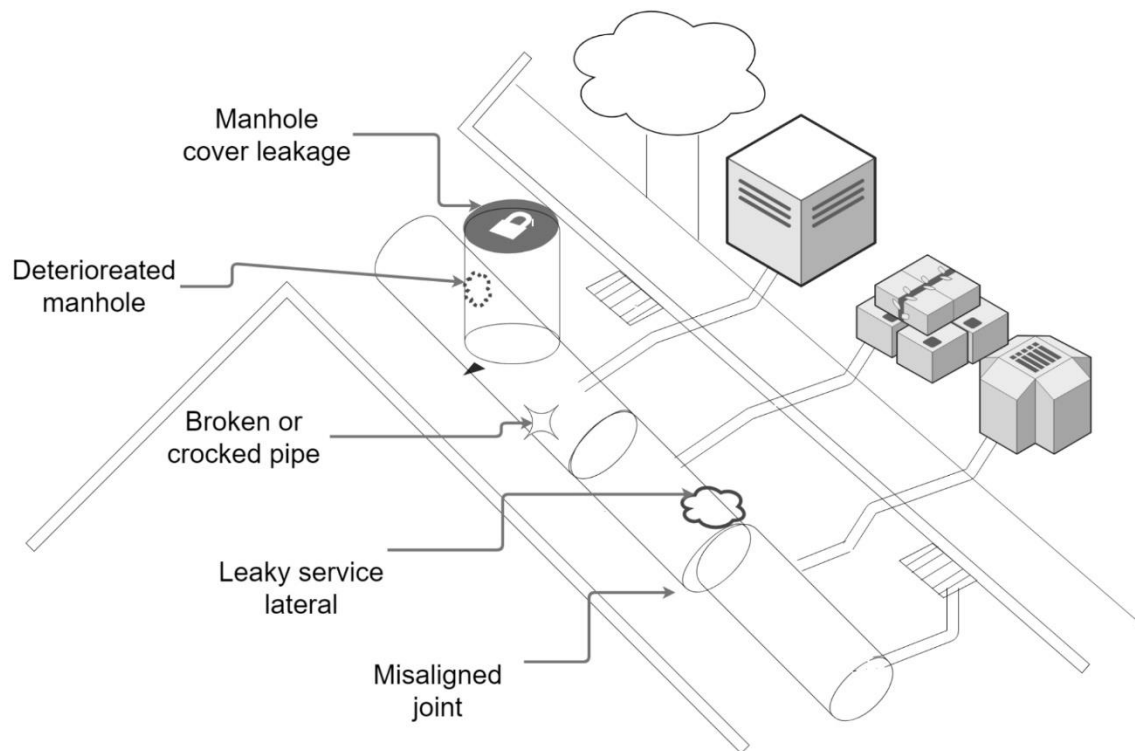 Manhole
cover leakage
Deterioreated
manhole
Broken or
crocked pipe
Leaky service
lateral
Misaligned
joint